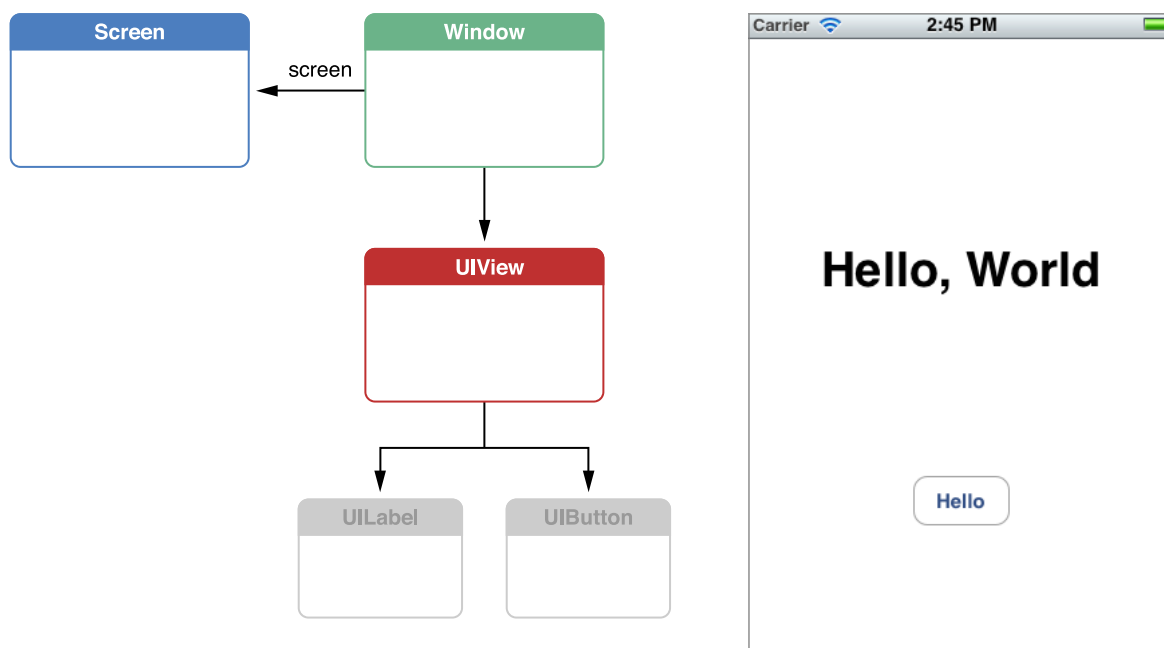 Screen
Window
screen
UIView
UILabel
UIButton
Carrier
2:45 PM
Hello, World
Hello